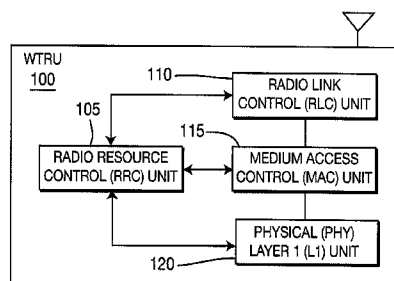 WTRU
100
110
RADIO LINK
CONTROL (RLC) UNIT
105
115
RADIO RESOURCE
CONTROL (RRC) UNIT
MEDIUM ACCESS
CONTROL (MAC) UNIT
PHYSICAL (PHY)
LAYER 1 (L1) UNIT
120